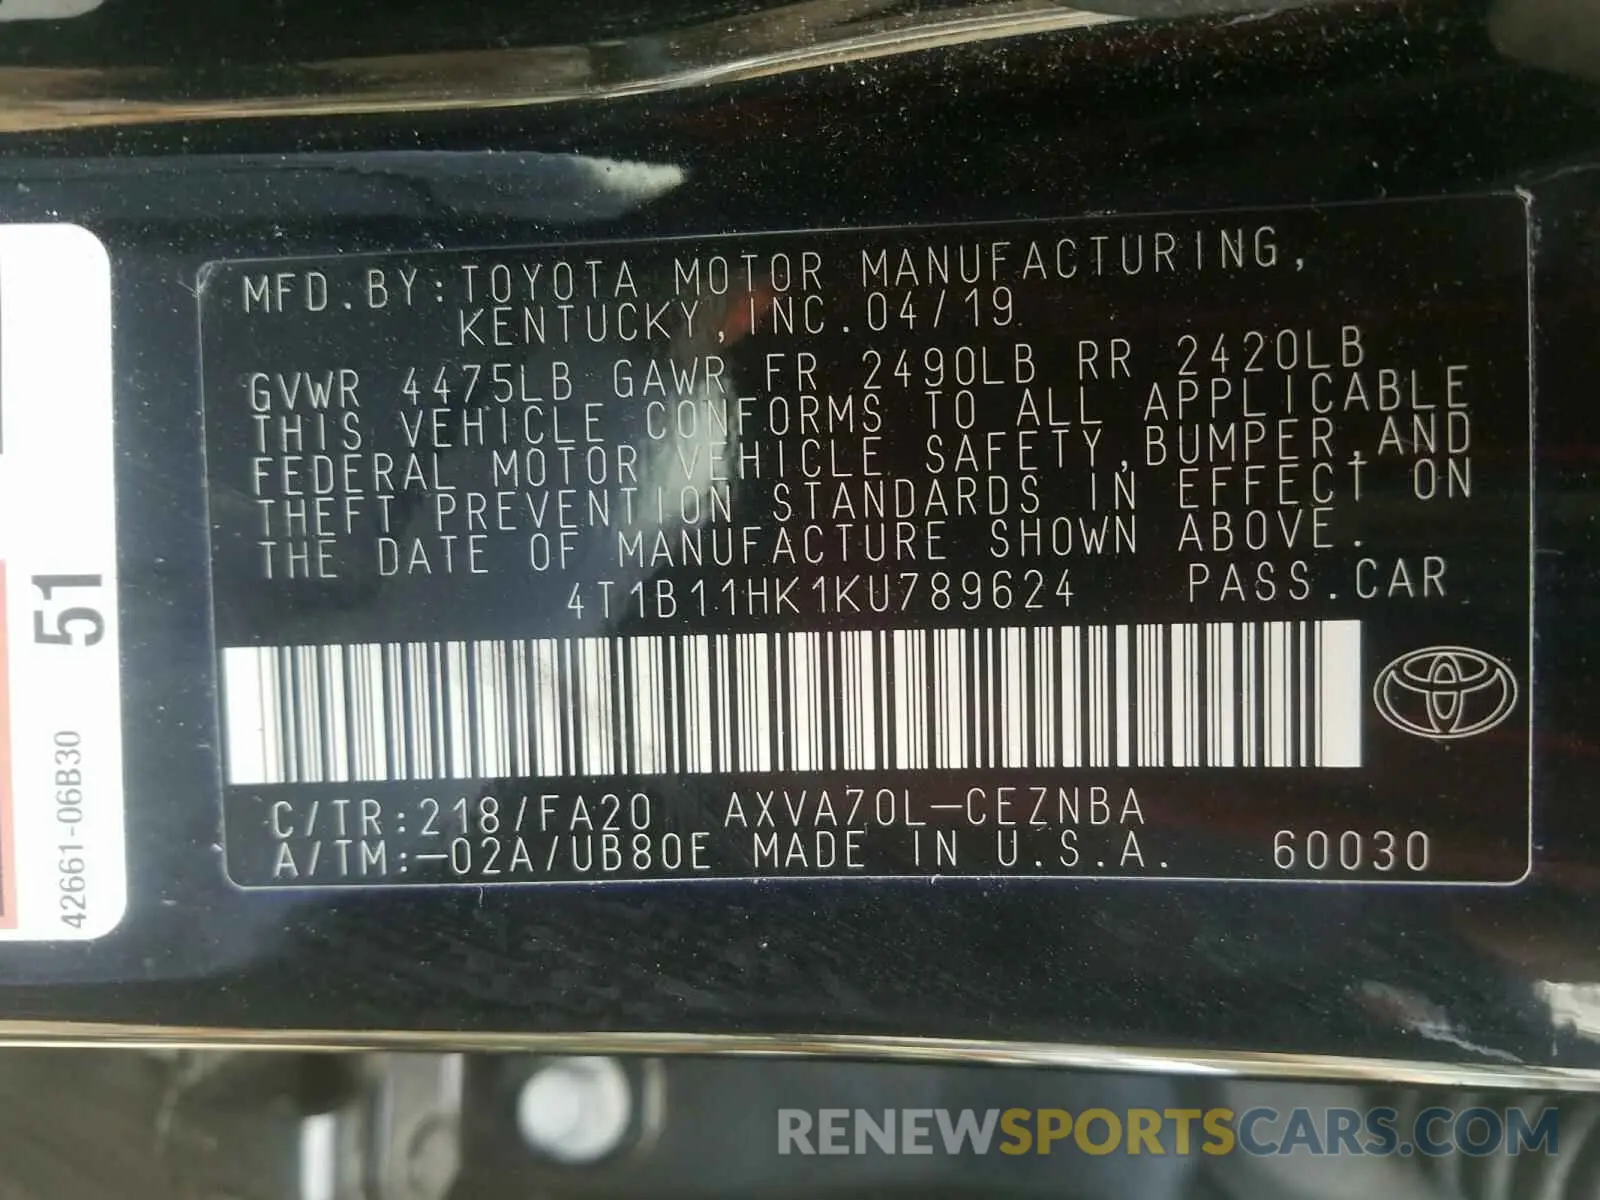 MFD.BY:TOYOTA MOTOR MANUFACTURING,
KENTUCKY,INC.04/19
GVWR 4475LB GAWR FR 2490LB RR 2420LB
THIS VEHICLE CONFORMS TO ALL APPLICABLE
FEDERAL MOTOR VEHICLE SAFETY,BUMPER,AND
THEFT PREVENTION STANDARDS IN EFFECT ON
THE DATE OF MANUFACTURE SHOWN ABOVE.
4T1B11HK1KU789624 PASS.CAR
C/TR:218/FA20 AXVA70L-CEZNBA
A/TM:-02A/UB80E MADE IN U.S.A. 60030
51
42661-06B30
RENEWSPORTSCARS.COM